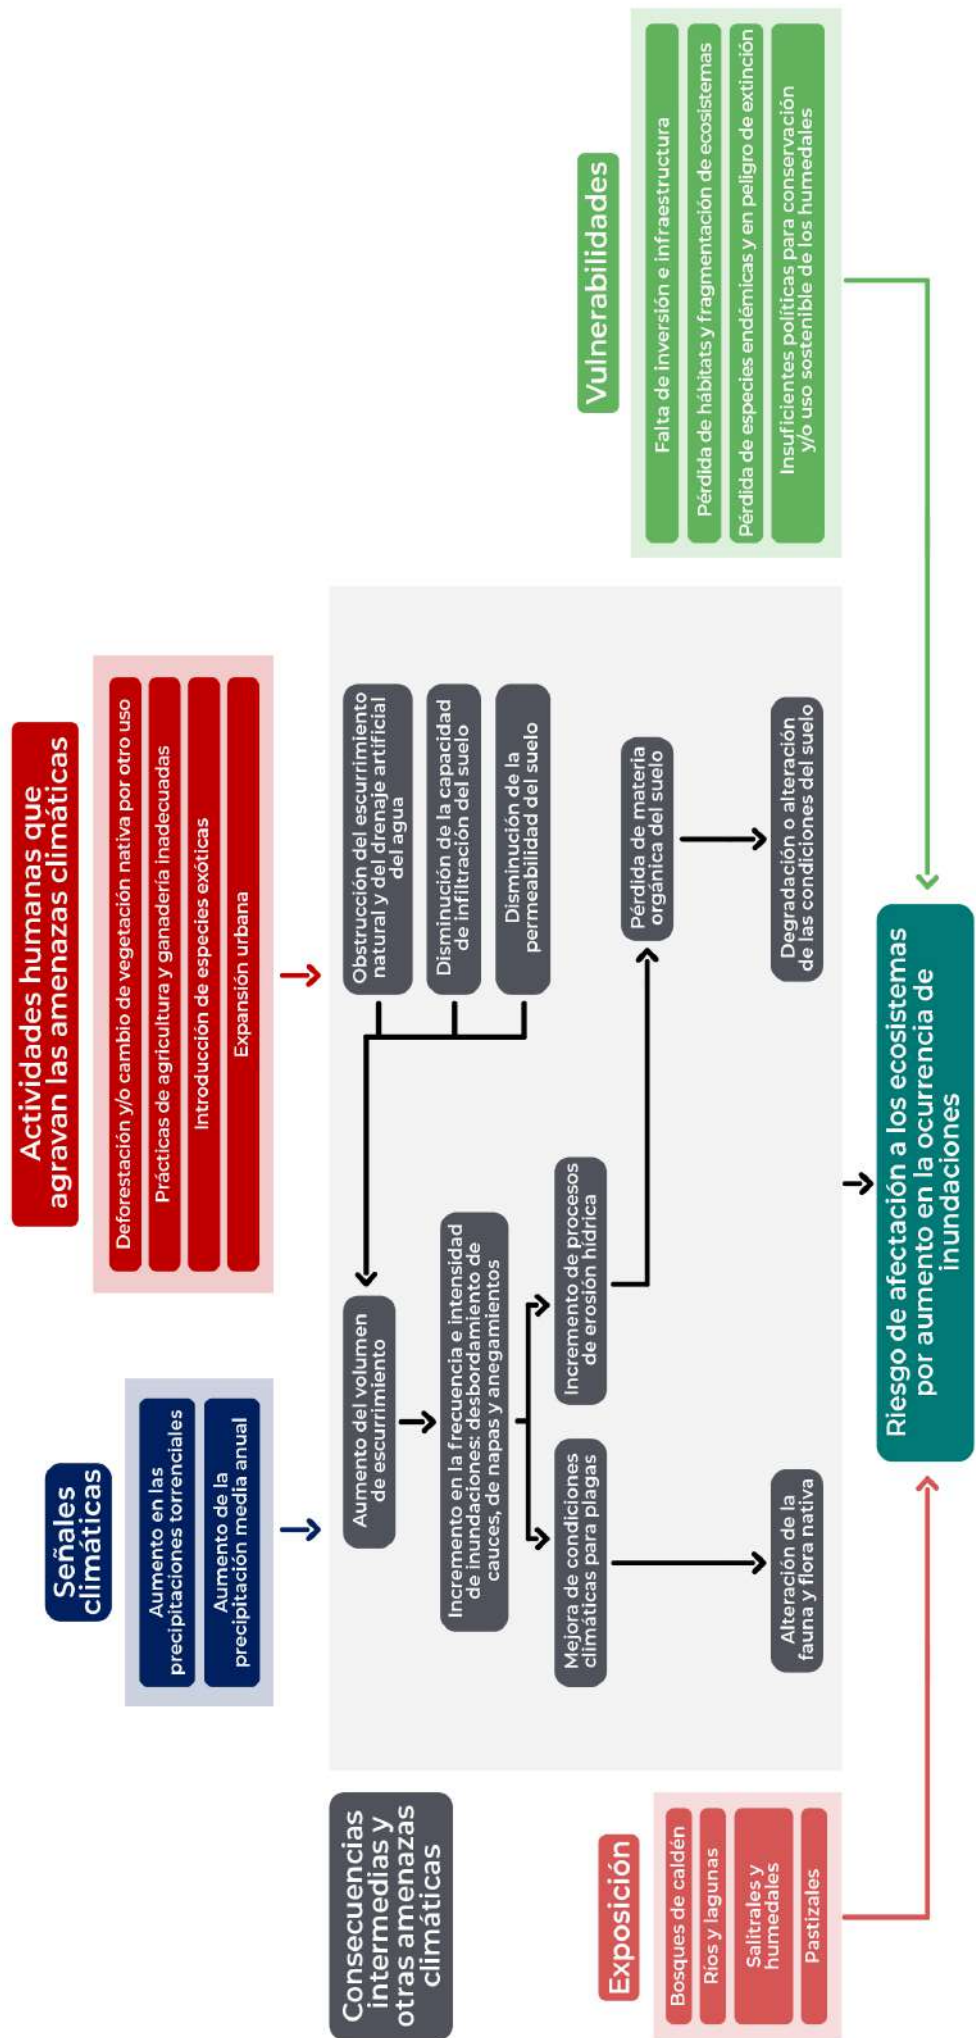 Señales
climáticas
Aumento en las
precipitaciones torrenciales
Aumento de la
precipitación media anual
Actividades humanas que
agravan las amenazas climáticas
Deforestación y/o cambio de vegetación nativa por otro uso
Prácticas de agricultura y ganadería inadecuadas
Introducción de especies exóticas
Expansión urbana
Consecuencias
intermedias y
otras amenazas
climáticas
Aumento del volumen
de escurrimiento
Obstrucción del escurrimiento
natural y del drenaje artificial
del agua
Disminución de la capacidad
de infiltración del suelo
Disminución de la
permeabilidad del suelo
Incremento en la frecuencia e intensidad
de inundaciones: desbordamiento de
cauces, de napas y anegamientos
Mejora de condiciones
climáticas para plagas
Incremento de procesos
de erosión hídrica
Pérdida de materia
orgánica del suelo
Alteración de la
fauna y flora nativa
Degradación o alteración
de las condiciones del suelo
Exposición
Bosques de caldén
Ríos y lagunas
Salitrales y
humedales
Pastizales
Vulnerabilidades
Falta de inversión e infraestructura
Pérdida de hábitats y fragmentación de ecosistemas
Pérdida de especies endémicas y en peligro de extinción
Insuficientes políticas para conservación
y/o uso sostenible de los humedales
Riesgo de afectación a los ecosistemas
por aumento en la ocurrencia de
inundaciones